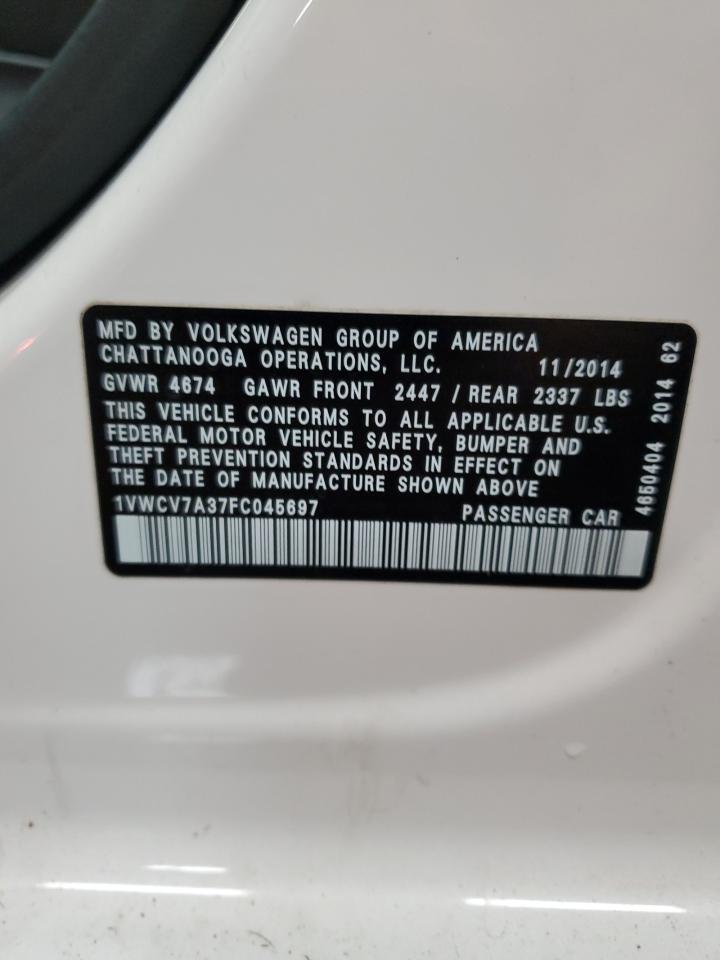 MFD BY VOLKSWAGEN GROUP OF AMERICA
CHATTANOOGA OPERATIONS, LLC. 11/2014
GVWR 4674 GAWR FRONT 2447 / REAR 2337 LBS
THIS VEHICLE CONFORMS TO ALL APPLICABLE U.S.
FEDERAL MOTOR VEHICLE SAFETY, BUMPER AND
THEFT PREVENTION STANDARDS IN EFFECT ON
THE DATE OF MANUFACTURE SHOWN ABOVE
1VWCV7A37FC045697 PASSENGER CAR
4650404 2014 62